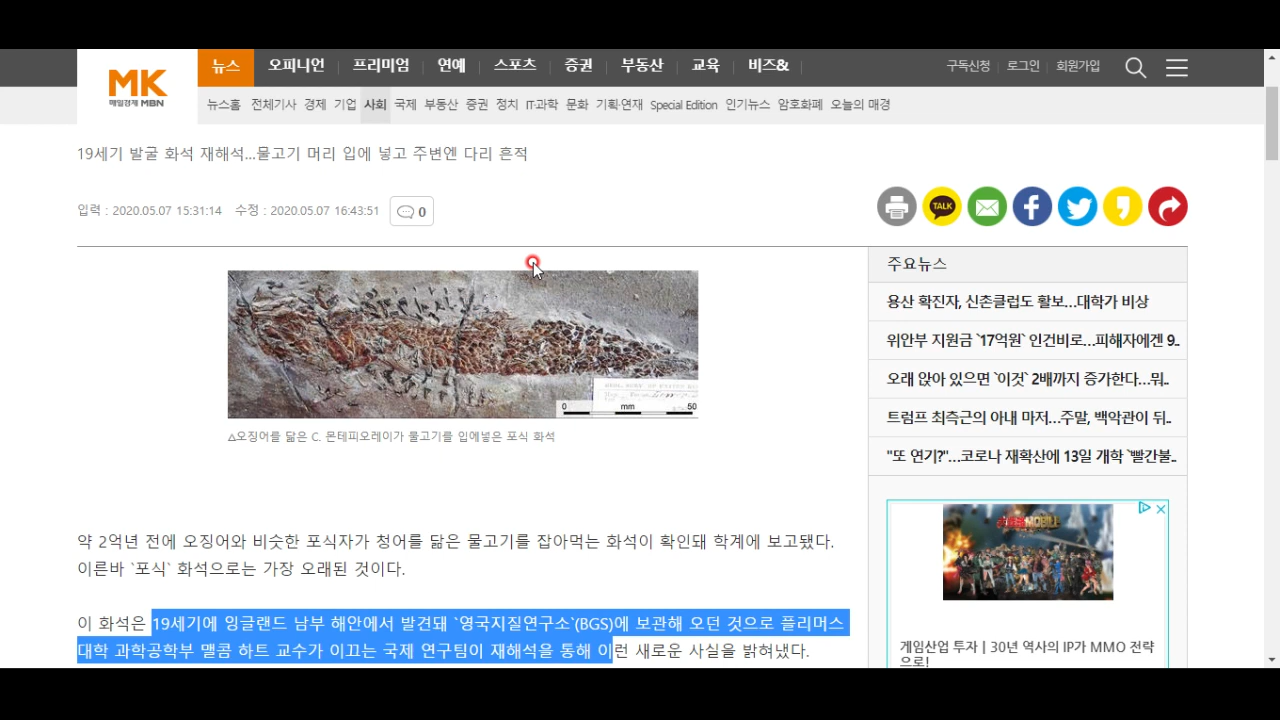 MK
매일경제 MBN
뉴스 오피니언 프리미엄 연예 스포츠 증권 부동산 교육 비즈&
구독신청 로그인 회원가입
뉴스홈 전체기사 경제 기업 사회 국제 부동산 증권 정치 IT·과학 문화 기획·연재 Special Edition 인기뉴스 암호화폐 오늘의 매경
19세기 발굴 화석 재해석...물고기 머리 입에 넣고 주변엔 다리 흔적
입력 : 2020.05.07 15:31:14 수정 : 2020.05.07 16:43:51 0
TALK
0 mm 50
△오징어를 닮은 C. 몬테피오레이가 물고기를 입에넣은 포식 화석
약 2억년 전에 오징어와 비슷한 포식자가 청어를 닮은 물고기를 잡아먹는 화석이 확인돼 학계에 보고됐다.
이른바 `포식` 화석으로는 가장 오래된 것이다.
이 화석은 19세기에 잉글랜드 남부 해안에서 발견돼 `영국지질연구소`(BGS)에 보관해 오던 것으로 플리머스
대학 과학공학부 맬콤 하트 교수가 이끄는 국제 연구팀이 재해석을 통해 이런 새로운 사실을 밝혀냈다.
주요뉴스
용산 확진자, 신촌클럽도 활보...대학가 비상
위안부 지원금 `17억원` 인건비로...피해자에겐 9..
오래 앉아 있으면 `이것` 2배까지 증가한다...뭐..
트럼프 최측근의 아내 마저...주말, 백악관이 뒤..
"또 연기?"...코로나 재확산에 13일 개학 `빨간불..
게임산업 투자 | 30년 역사의 IP가 MMO 전략
으로!